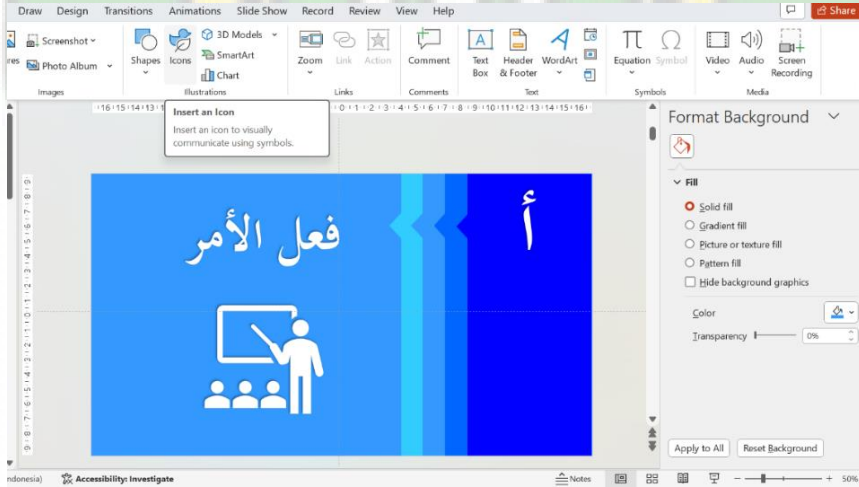 Draw Design Transitions Animations Slide Show Record Review View Help Share
Screenshot
Photo Album
Images
Shapes
Icons
3D Models
SmartArt
Chart
Illustrations
Zoom
Link
Action
Links
Comment
Comments
Text Box
Header & Footer
WordArt
Text
Equation
Symbol
Symbols
Video
Audio
Screen Recording
Media
Insert an Icon
Insert an icon to visually
communicate using symbols.
أ
فعل الأمر
Format Background
Fill
Solid fill
Gradient fill
Picture or texture fill
Pattern fill
Hide background graphics
Color
Transparency 0%
Apply to All Reset Background
Accessibility: Investigate Notes 50%